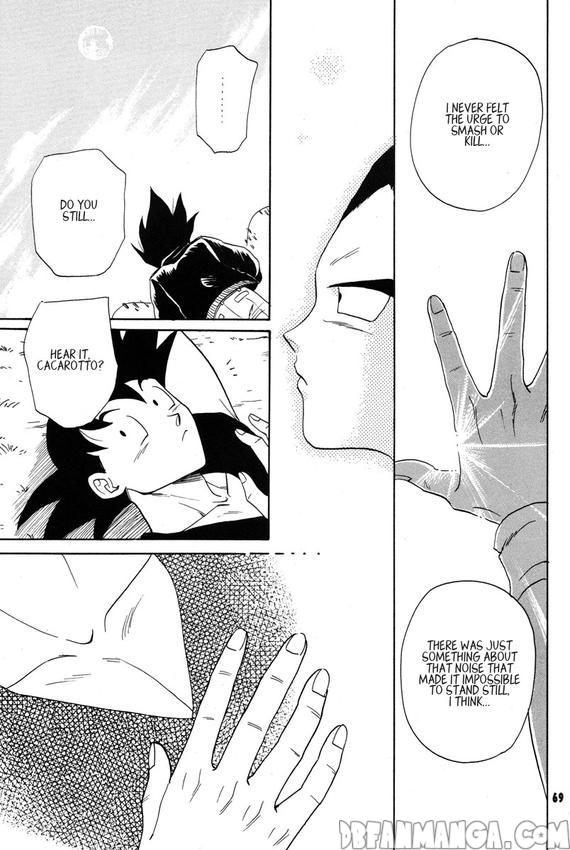 I NEVER FELT
THE URGE TO
SMASH OR
KILL...
THERE WAS JUST
SOMETHING ABOUT
THAT NOISE THAT
MADE IT IMPOSSIBLE
TO STAND STILL,
I THINK...
.......
DO YOU
STILL...
HEAR IT,
CACAROTTO?
69
DBFANMANGA.COM